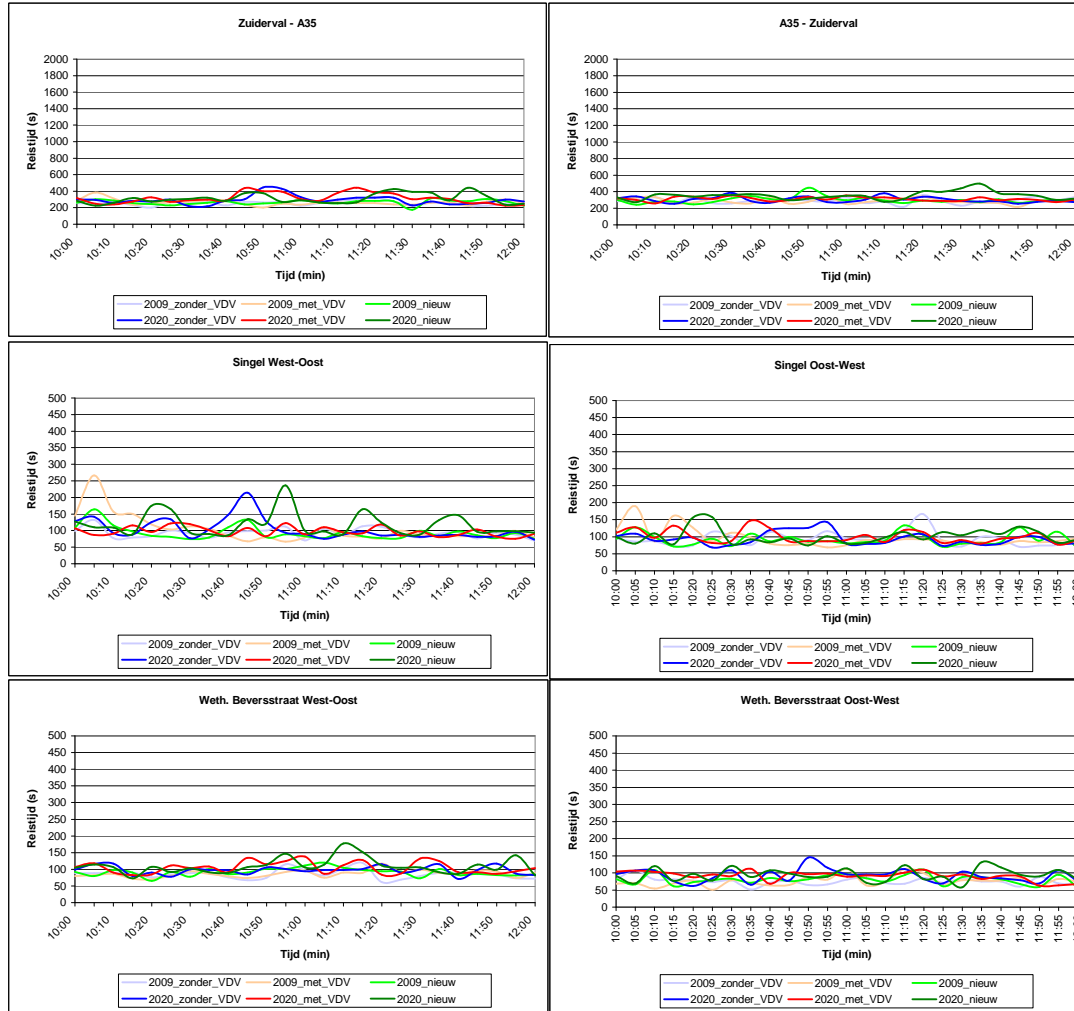 Zuiderval - A35
2000
1800
1600
1400
1200
1000
800
600
400
200
0
Reistijd (s)
10:00 10:10 10:20 10:30 10:40 10:50 11:00 11:10 11:20 11:30 11:40 11:50 12:00
Tijd (min)
2009_zonder_VDV 2009_met_VDV 2009_nieuw
2020_zonder_VDV 2020_met_VDV 2020_nieuw
A35 - Zuiderval
2000
1800
1600
1400
1200
1000
800
600
400
200
0
Reistijd (s)
10:00 10:10 10:20 10:30 10:40 10:50 11:00 11:10 11:20 11:30 11:40 11:50 12:00
Tijd (min)
2009_zonder_VDV 2009_met_VDV 2009_nieuw
2020_zonder_VDV 2020_met_VDV 2020_nieuw
Singel West-Oost
500
450
400
350
300
250
200
150
100
50
0
Reistijd (s)
10:00 10:10 10:20 10:30 10:40 10:50 11:00 11:10 11:20 11:30 11:40 11:50 12:00
Tijd (min)
2009_zonder_VDV 2009_met_VDV 2009_nieuw
2020_zonder_VDV 2020_met_VDV 2020_nieuw
Singel Oost-West
500
450
400
350
300
250
200
150
100
50
0
Reistijd (s)
10:00 10:05 10:10 10:15 10:20 10:25 10:30 10:35 10:40 10:45 10:50 10:55 11:00 11:05 11:10 11:15 11:20 11:25 11:30 11:35 11:40 11:45 11:50 11:55
Tijd (min)
2009_zonder_VDV 2009_met_VDV 2009_nieuw
2020_zonder_VDV 2020_met_VDV 2020_nieuw
Weth. Beversstraat West-Oost
500
450
400
350
300
250
200
150
100
50
0
Reistijd (s)
10:00 10:10 10:20 10:30 10:40 10:50 11:00 11:10 11:20 11:30 11:40 11:50 12:00
Tijd (min)
2009_zonder_VDV 2009_met_VDV 2009_nieuw
2020_zonder_VDV 2020_met_VDV 2020_nieuw
Weth. Beversstraat Oost-West
500
450
400
350
300
250
200
150
100
50
0
Reistijd (s)
10:00 10:05 10:10 10:15 10:20 10:25 10:30 10:35 10:40 10:45 10:50 10:55 11:00 11:05 11:10 11:15 11:20 11:25 11:30 11:35 11:40 11:45 11:50 11:55
Tijd (min)
2009_zonder_VDV 2009_met_VDV 2009_nieuw
2020_zonder_VDV 2020_met_VDV 2020_nieuw